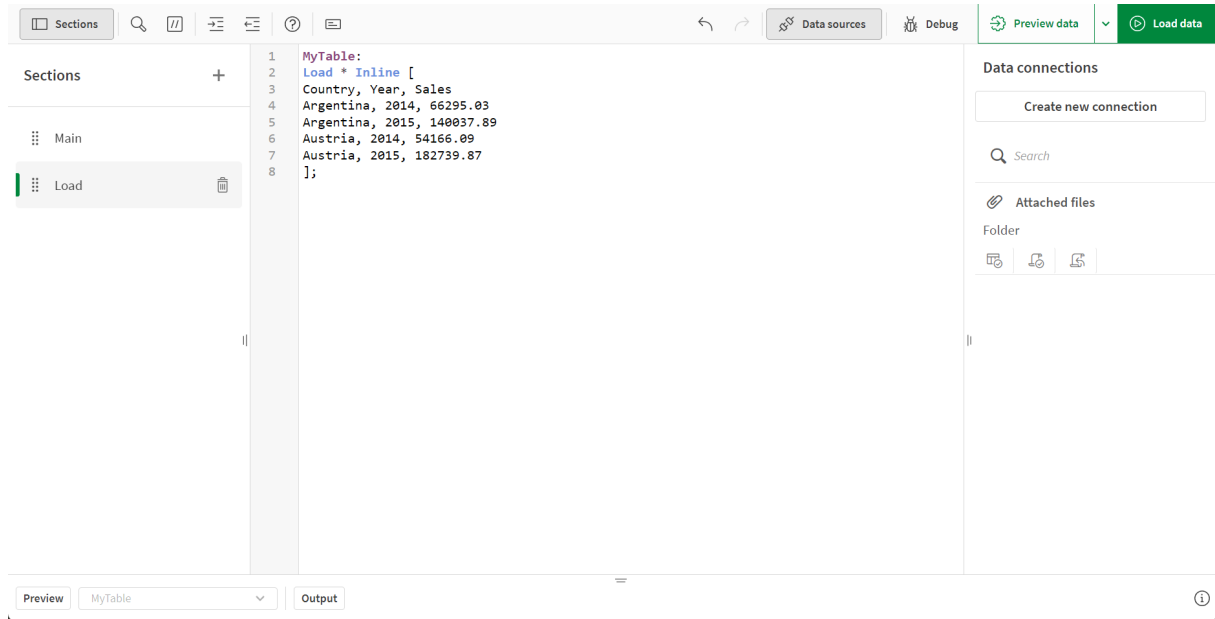 Sections
Data sources
Debug
Preview data
Load data
Sections
Main
Load
1 MyTable:
2 Load * Inline [
3 Country, Year, Sales
4 Argentina, 2014, 66295.03
5 Argentina, 2015, 140037.89
6 Austria, 2014, 54166.09
7 Austria, 2015, 182739.87
8 ];
Data connections
Create new connection
Search
Attached files
Folder
Preview
MyTable
Output